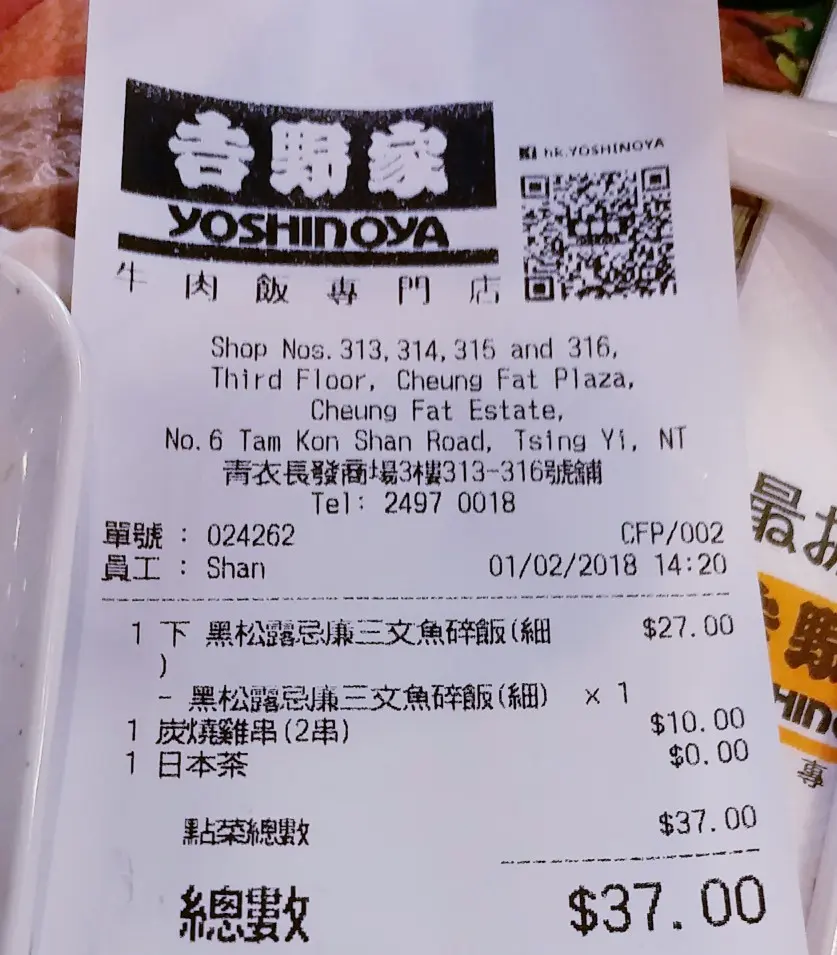 吉野家
YOSHINOYA
牛肉飯專門店
hk.YOSHINOYA
Shop Nos.313,314,315 and 316,
Third Floor, Cheung Fat Plaza,
Cheung Fat Estate,
No.6 Tam Kon Shan Road, Tsing Yi, NT
青衣長發商場3樓313-316號舖
Tel: 2497 0018
單號 : 024262 CFP/002
員工 : Shan 01/02/2018 14:20
1 下 黑松露忌廉三文魚碎飯(細 $27.00
)
- 黑松露忌廉三文魚碎飯(細) × 1
1 炭燒雞串(2串) $10.00
1 日本茶 $0.00
點菜總數 $37.00
總數 $37.00
最
野